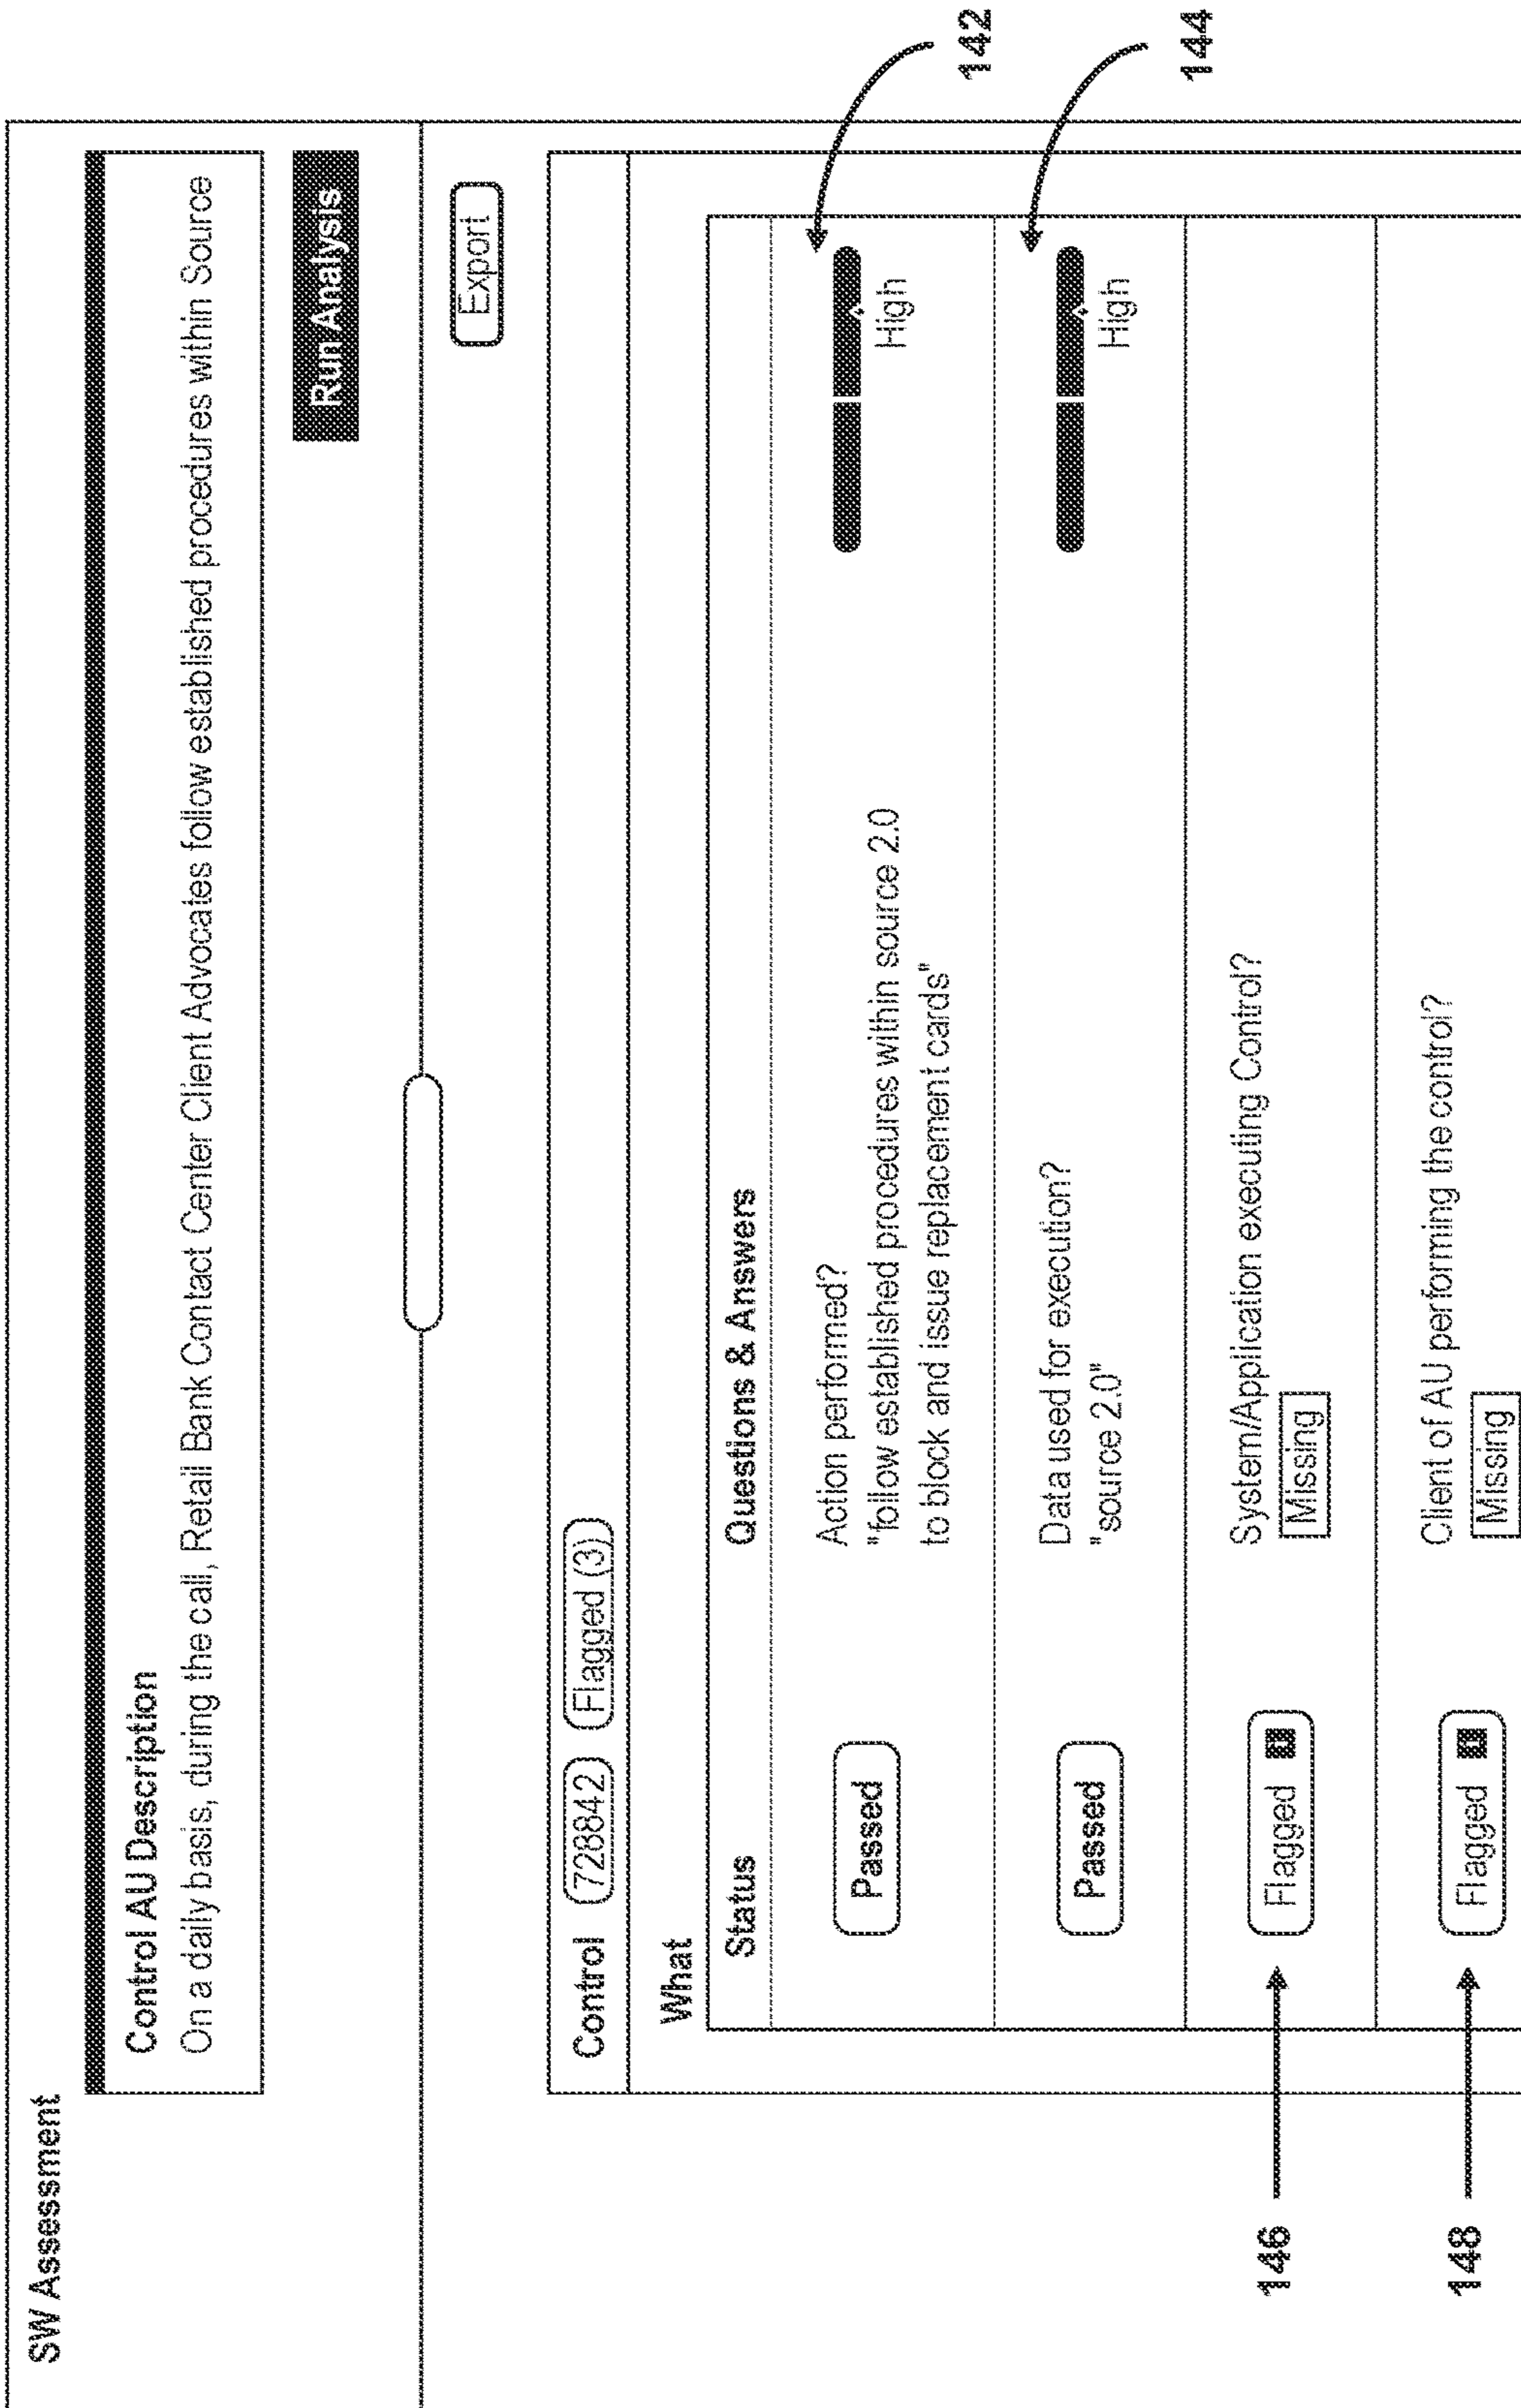 SW Assessment
Control AU Description
On a daily basis, during the call, Retail Bank Contact Center Client Advocates follow established procedures within Source
Run Analysis
Export
Control 728842 Flagged (3)
What
Status Questions & Answers
Passed Action performed?
"follow established procedures within source 2.0
to block and issue replacement cards"
High
142
Passed Data used for execution?
"source 2.0"
High
144
146
Flagged System/Application executing Control?
Missing
148
Flagged Client of AU performing the control?
Missing